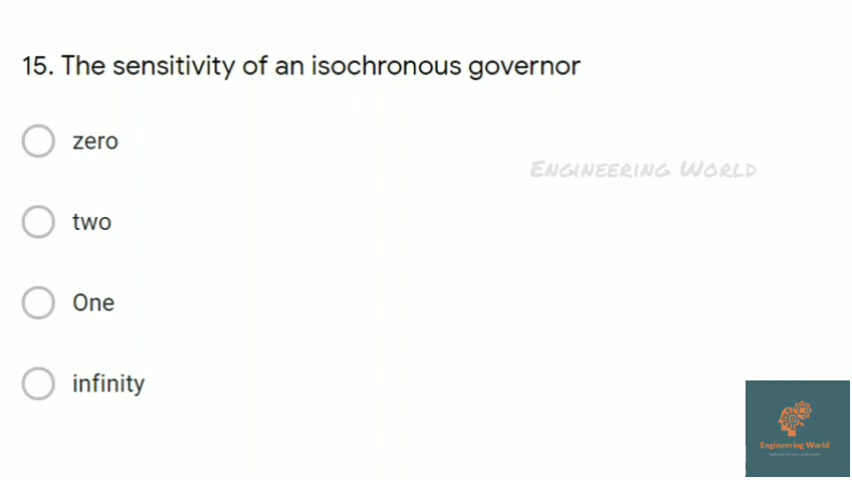 15. The sensitivity of an isochronous governor
zero
ENGINEERING WORLD
two
One
infinity
Engineering World